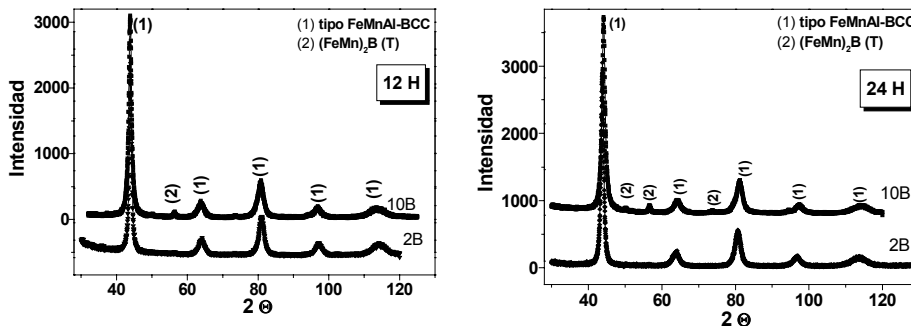 (1) tipo FeMnAl-BCC
(2) (FeMn)₂B (T)
12 H
(1)
(2)
(1)
(1)
(1)
(1)
10B
2B
Intensidad
3000
1500
0
40
60
80
100
120
2 Θ
(1) tipo FeMnAl-BCC
(2) (FeMn)₂B (T)
24 H
(1)
(2)
(2)
(1)
(2)
(1)
(1)
(1)
10B
2B
Intensidad
3000
2000
1000
0
40
60
80
100
120
2 Θ